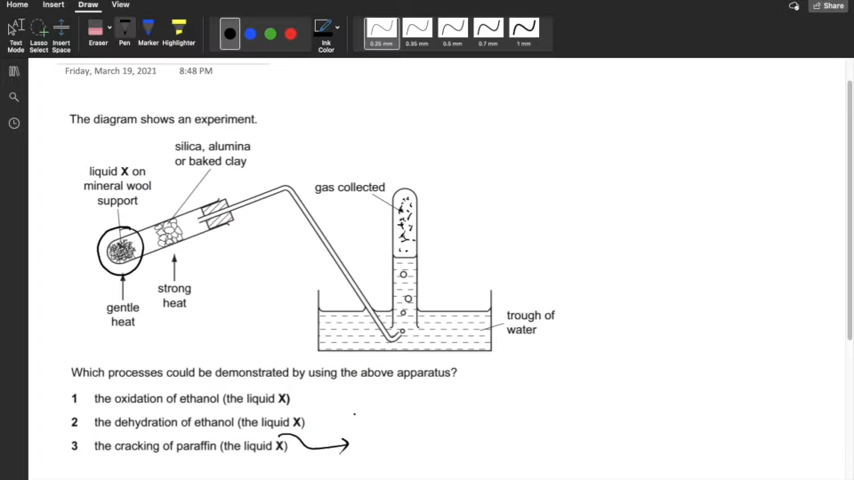 Home Insert Draw View
Share
Text Mode
Lasso Select
Insert Space
Eraser
Pen
Marker
Highlighter
Ink Color
0.25 mm
0.35 mm
0.5 mm
0.7 mm
1 mm
Friday, March 19, 2021 8:48 PM
The diagram shows an experiment.
silica, alumina
or baked clay
liquid X on
mineral wool
support
gas collected
strong
heat
gentle
heat
trough of
water
Which processes could be demonstrated by using the above apparatus?
1 the oxidation of ethanol (the liquid X)
2 the dehydration of ethanol (the liquid X)
3 the cracking of paraffin (the liquid X)